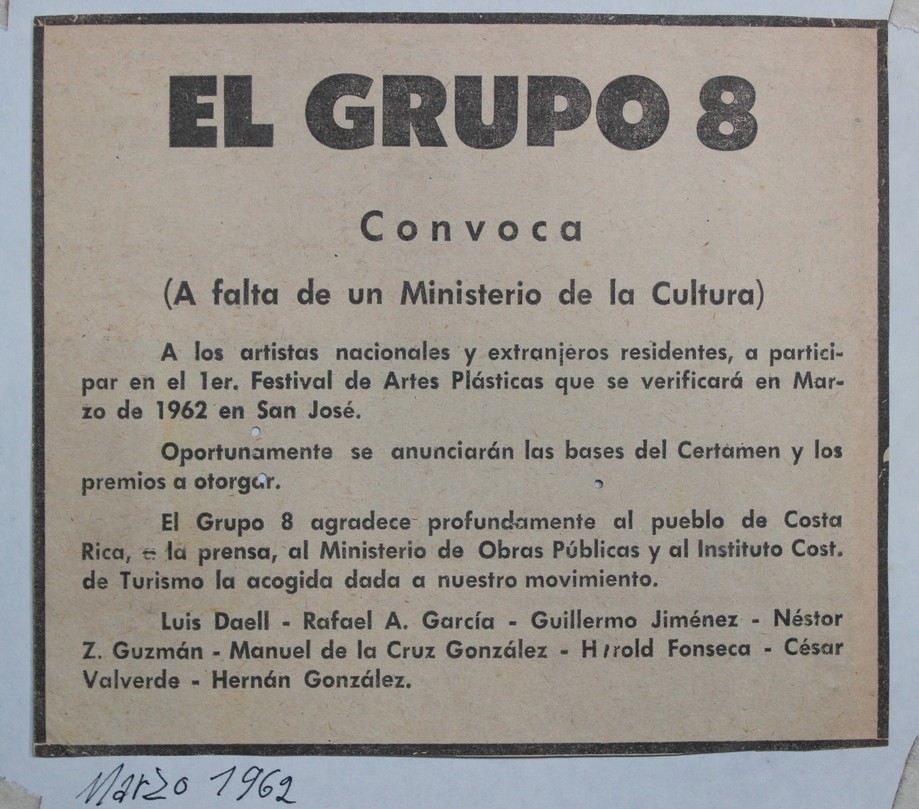 EL GRUPO 8
Convoca
(A falta de un Ministerio de la Cultura)
A los artistas nacionales y extranjeros residentes, a partici-
par en el 1er. Festival de Artes Plásticas que se verificará en Mar-
zo de 1962 en San José.
Oportunamente se anunciarán las bases del Certamen y los
premios a otorgar.
El Grupo 8 agradece profundamente al pueblo de Costa
Rica, a la prensa, al Ministerio de Obras Públicas y al Instituto Cost.
de Turismo la acogida dada a nuestro movimiento.
Luis Daell - Rafael A. García - Guillermo Jiménez - Néstor
Z. Guzmán - Manuel de la Cruz González - Harold Fonseca - César
Valverde - Hernán González.
Marzo 1962